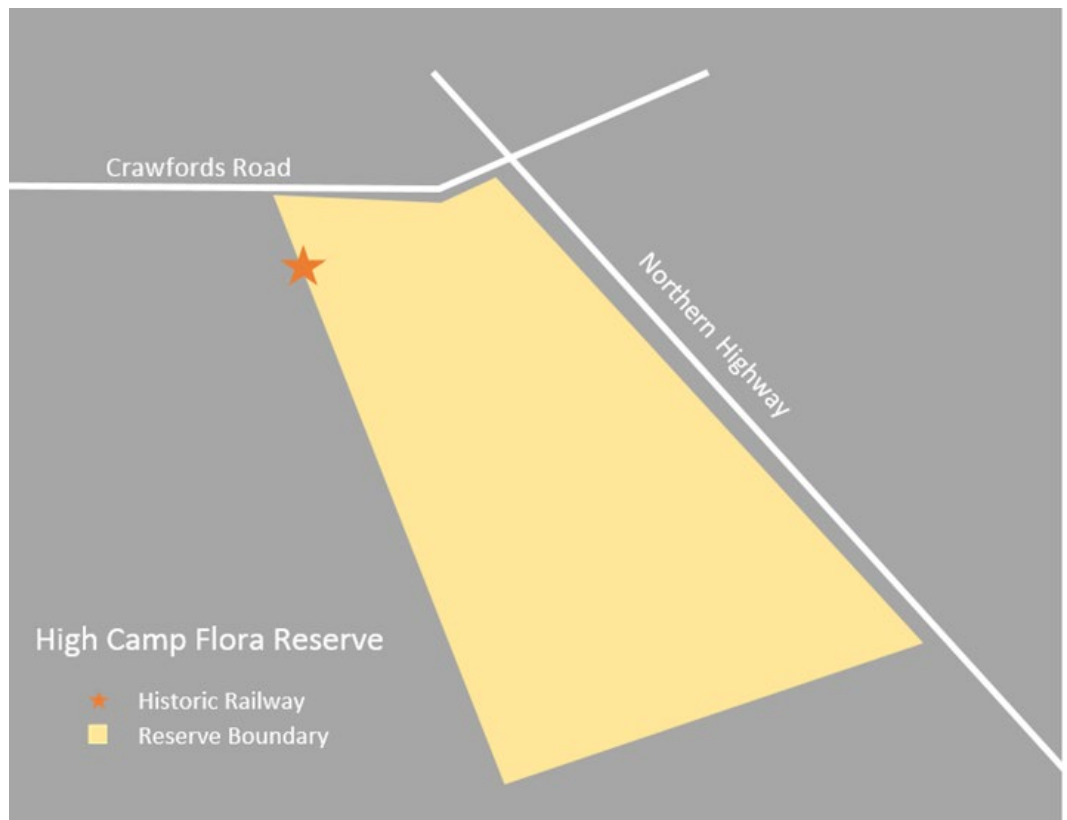 Crawfords Road
Northern Highway
High Camp Flora Reserve
Historic Railway
Reserve Boundary